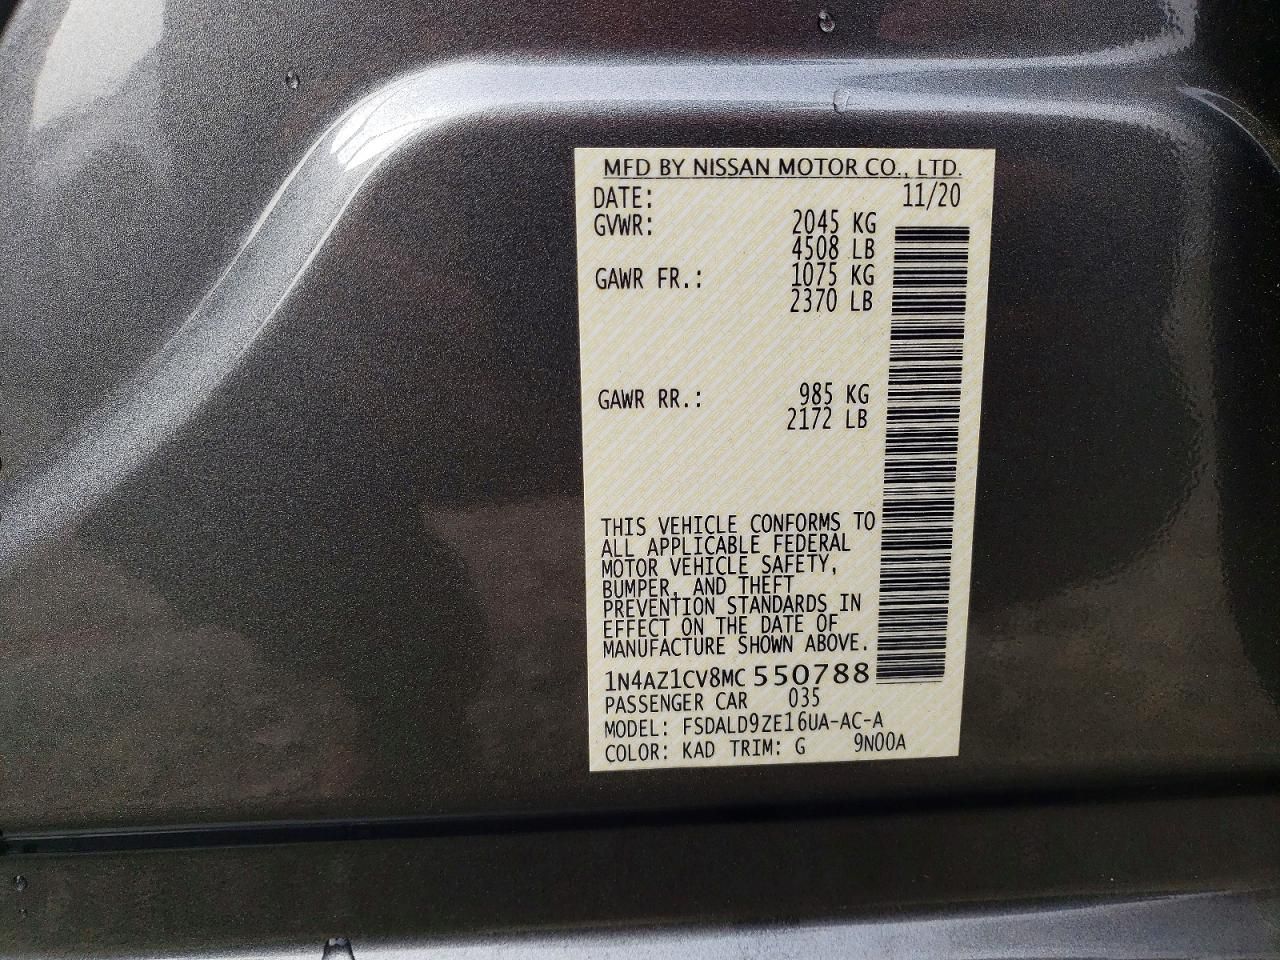 MFD BY NISSAN MOTOR CO., LTD.
DATE: 11/20
GVWR: 2045 KG
4508 LB
GAWR FR.: 1075 KG
2370 LB
GAWR RR.: 985 KG
2172 LB
THIS VEHICLE CONFORMS TO
ALL APPLICABLE FEDERAL
MOTOR VEHICLE SAFETY,
BUMPER, AND THEFT
PREVENTION STANDARDS IN
EFFECT ON THE DATE OF
MANUFACTURE SHOWN ABOVE.
1N4AZ1CV8MC550788
PASSENGER CAR 035
MODEL: FSDALD9ZE16UA-AC-A
COLOR: KAD TRIM: G 9N00A